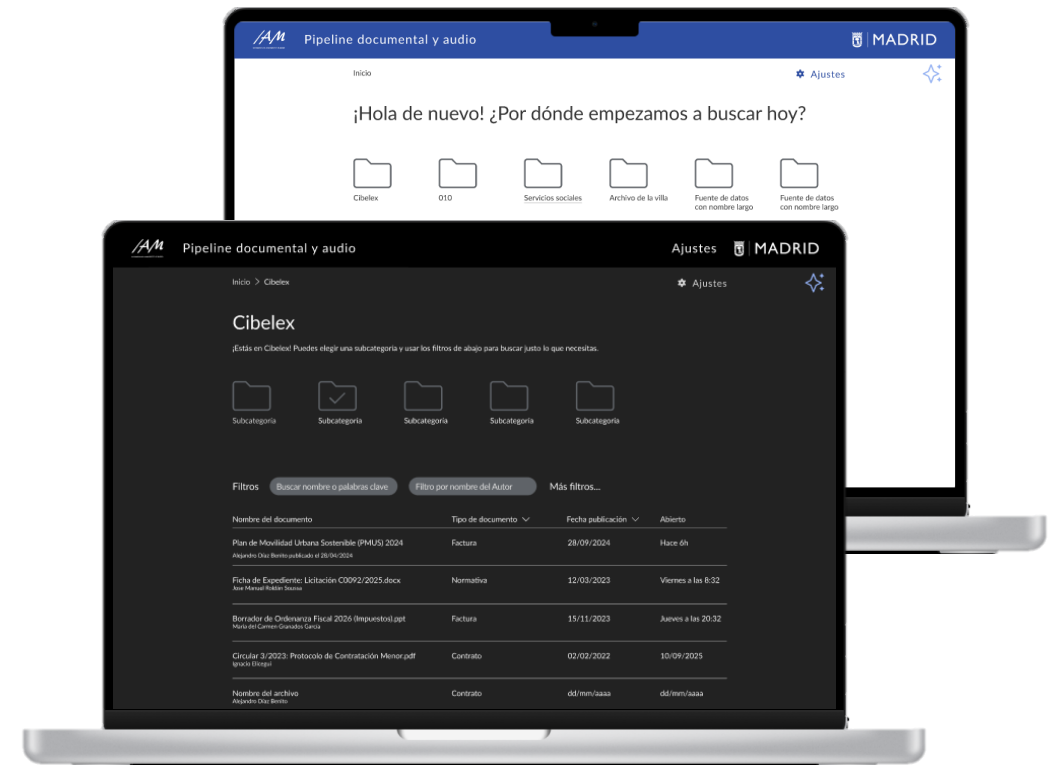 IAM
Pipeline documental y audio
MADRID
Inicio
Ajustes
¡Hola de nuevo! ¿Por dónde empezamos a buscar hoy?
Cibelex
010
Servicios sociales
Archivo de la villa
Fuente de datos
con nombre largo
Fuente de datos
con nombre largo
IAM
Pipeline documental y audio
Ajustes
MADRID
Inicio > Cibelex
Ajustes
Cibelex
¡Estás en Cibelex! Puedes elegir una subcategoría y usar los filtros de abajo para buscar justo lo que necesitas.
Subcategoría
Subcategoría
Subcategoría
Subcategoría
Subcategoría
Filtros
Buscar nombre o palabras clave
Filtro por nombre del Autor
Más filtros...
Nombre del documento
Tipo de documento
Fecha publicación
Abierto
Plan de Movilidad Urbana Sostenible (PMUS) 2024
Factura
28/09/2024
Hace 6h
Alejandro Díaz Benito publicado el 28/04/2024
Ficha de Expediente: Licitación C0092/2025.docx
Normativa
12/03/2023
Viernes a las 8:32
Jose Manuel Roldán Sousa
Borrador de Ordenanza Fiscal 2026 (Impuestos).ppt
Factura
15/11/2023
Jueves a las 20:32
María del Carmen Granados García
Circular 3/2023: Protocolo de Contratación Menor.pdf
Contrato
02/02/2022
10/09/2025
Ignacio Elicegui
Nombre del archivo
Contrato
dd/mm/aaaa
dd/mm/aaaa
Alejandro Díaz Benito